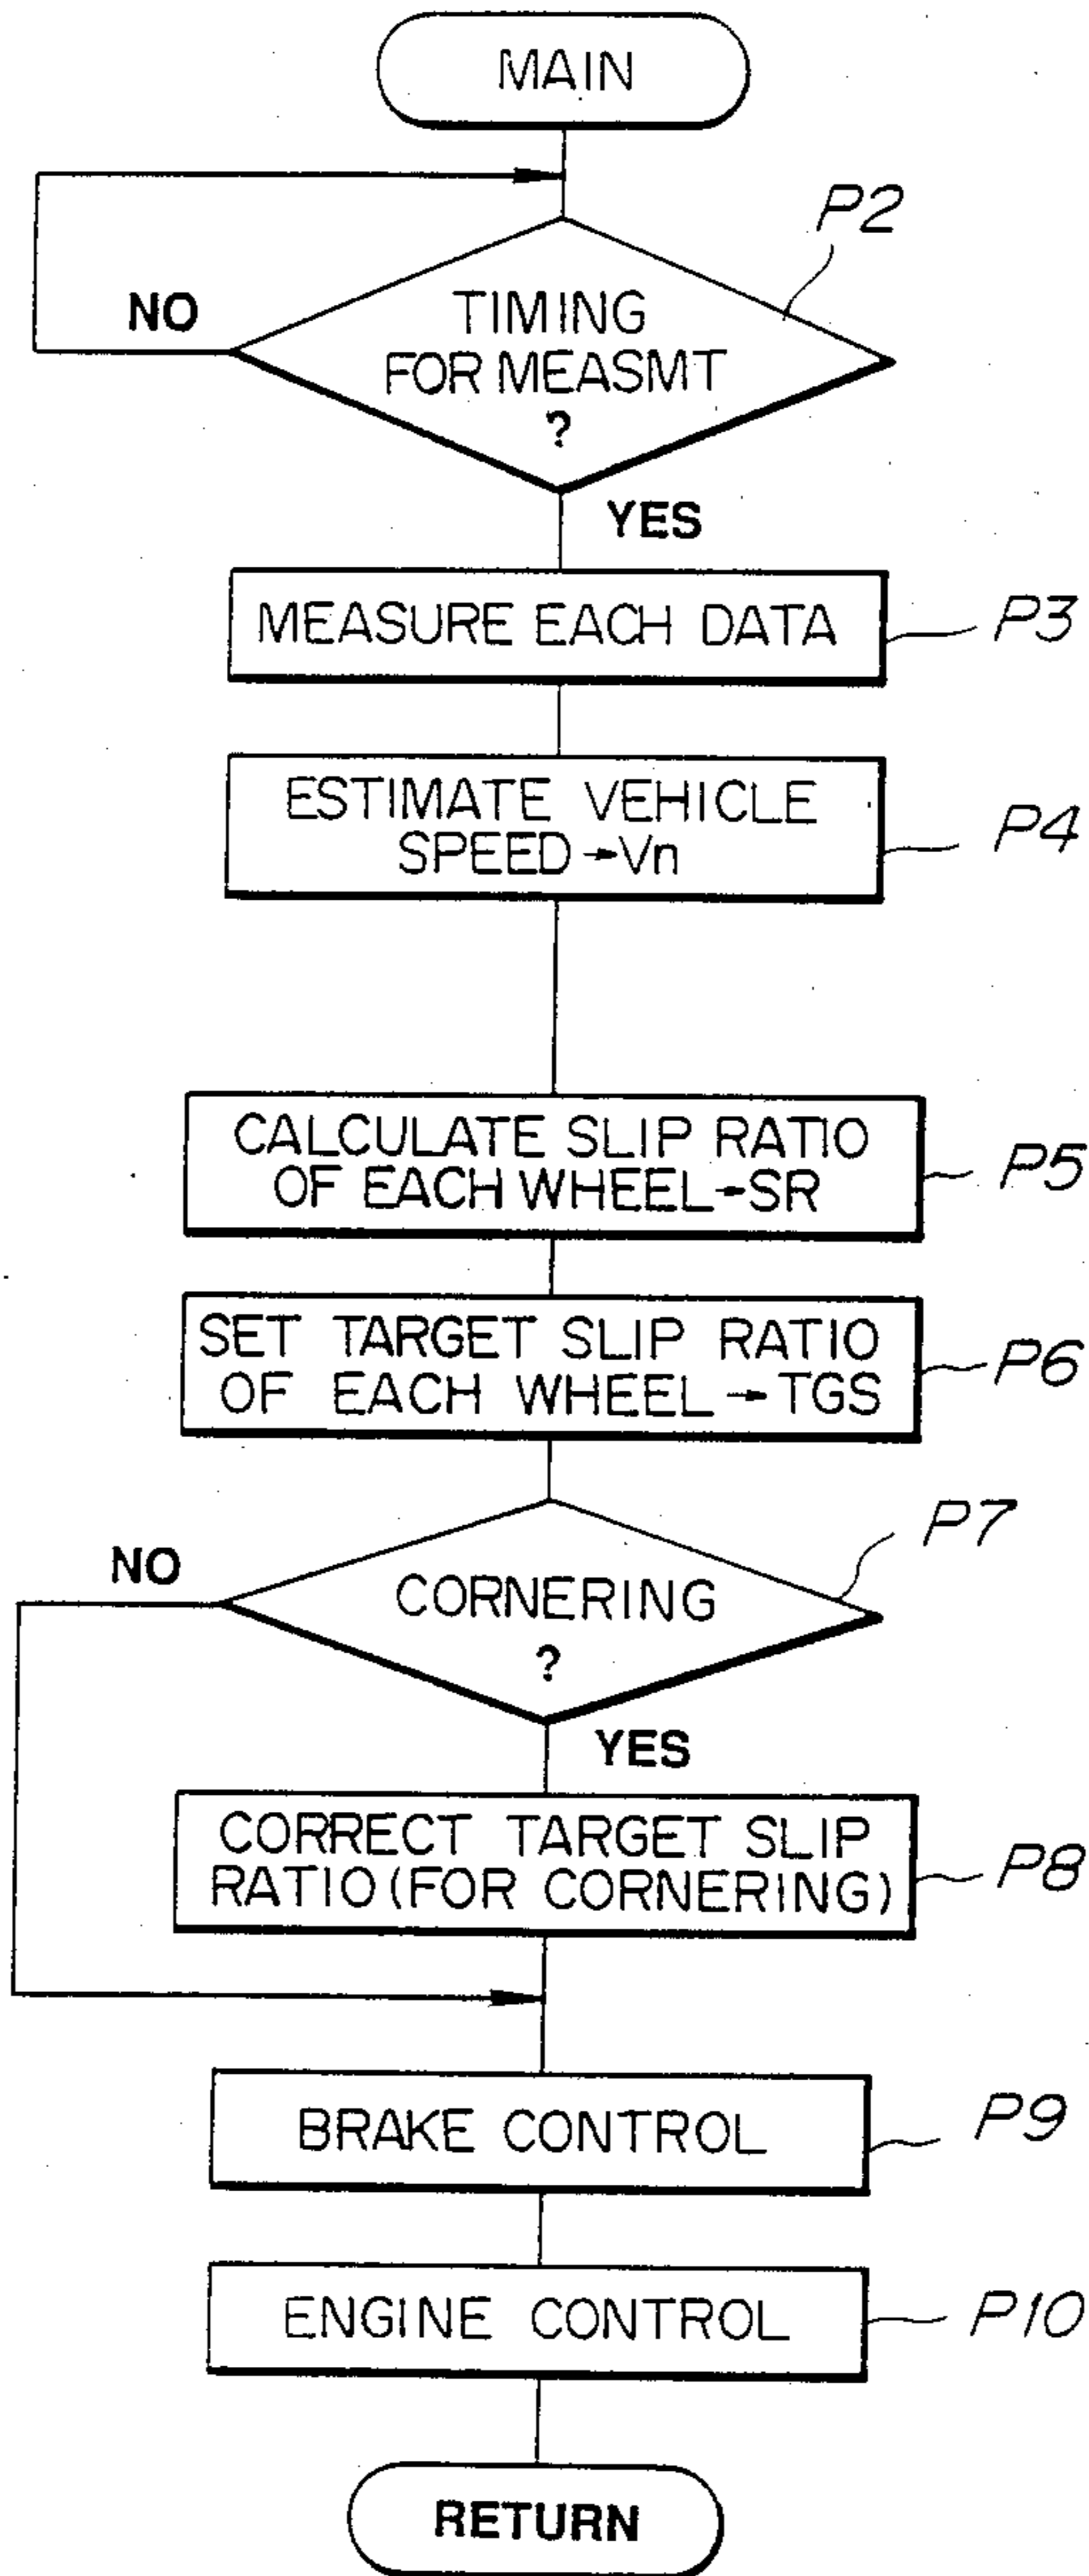 MAIN
P2
TIMING
FOR MEASMT
?
NO
YES
MEASURE EACH DATA
P3
ESTIMATE VEHICLE
SPEED→Vn
P4
CALCULATE SLIP RATIO
OF EACH WHEEL→SR
P5
SET TARGET SLIP RATIO
OF EACH WHEEL→TGS
P6
P7
NO
CORNERING
?
YES
CORRECT TARGET SLIP
RATIO(FOR CORNERING)
P8
BRAKE CONTROL
P9
ENGINE CONTROL
P10
RETURN